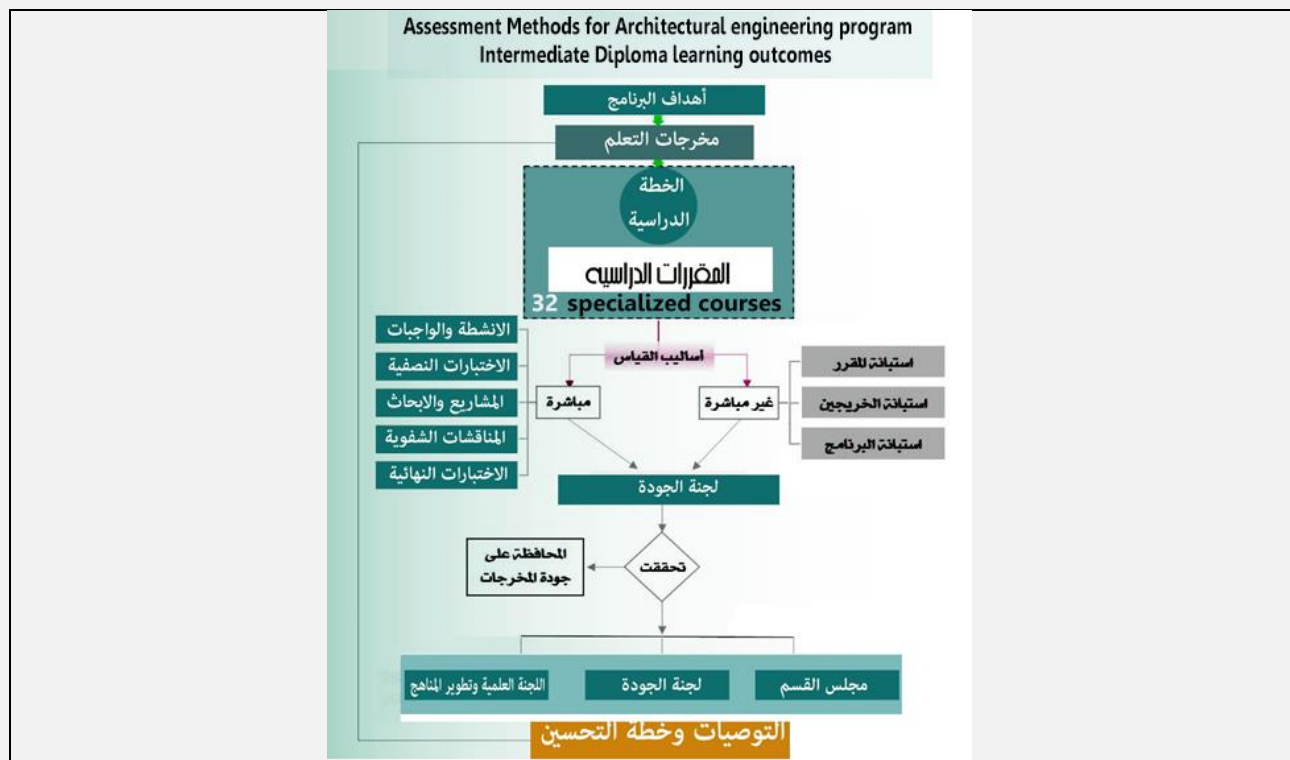 Assessment Methods for Architectural engineering program
Intermediate Diploma learning outcomes
أهداف البرنامج
مخرجات التعلم
الخطة
الدراسية
المقررات الدراسيه
32 specialized courses
أساليب القياس
الانشطة والواجبات
الاختبارات النصفية
المشاريع والابحاث
المناقشات الشفوية
الاختبارات النهائية
مباشرة
غير مباشرة
استبانة المقرر
استبانة الخريجين
استبانة البرنامج
لجنة الجودة
تحققت
المحافظة على
جودة المخرجات
مجلس القسم
لجنة الجودة
اللجنة العلمية وتطوير المناهج
التوصيات وخطة التحسين